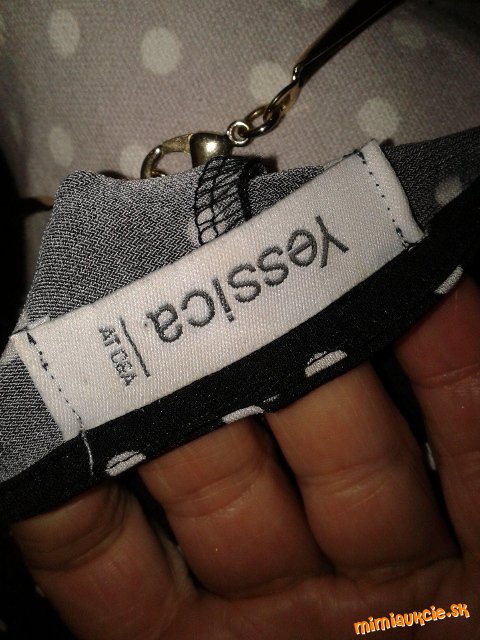 Yessica
AT C&A
mimiaukcie.sk